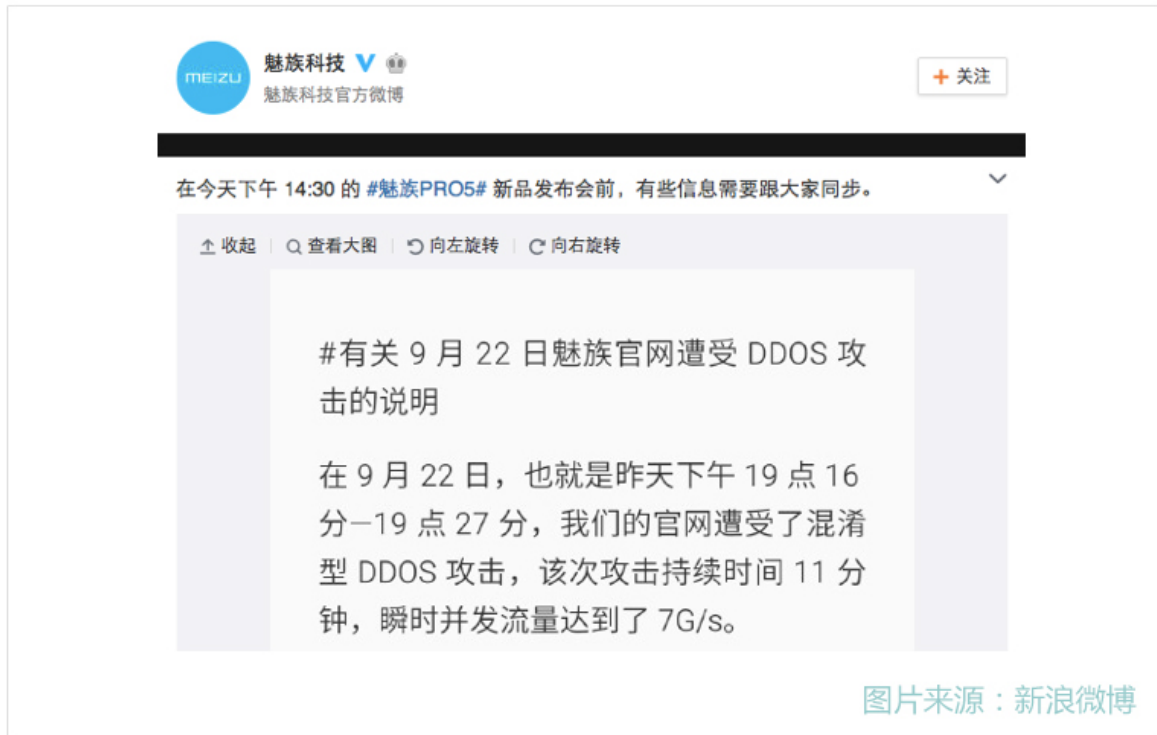 MEIZU
魅族科技
魅族科技官方微博
+ 关注
在今天下午 14:30 的 #魅族PRO5# 新品发布会前，有些信息需要跟大家同步。
收起 查看大图 向左旋转 向右旋转
#有关 9 月 22 日魅族官网遭受 DDOS 攻
击的说明
在 9 月 22 日，也就是昨天下午 19 点 16
分—19 点 27 分，我们的官网遭受了混淆
型 DDOS 攻击，该次攻击持续时间 11 分
钟，瞬时并发流量达到了 7G/s。
图片来源：新浪微博